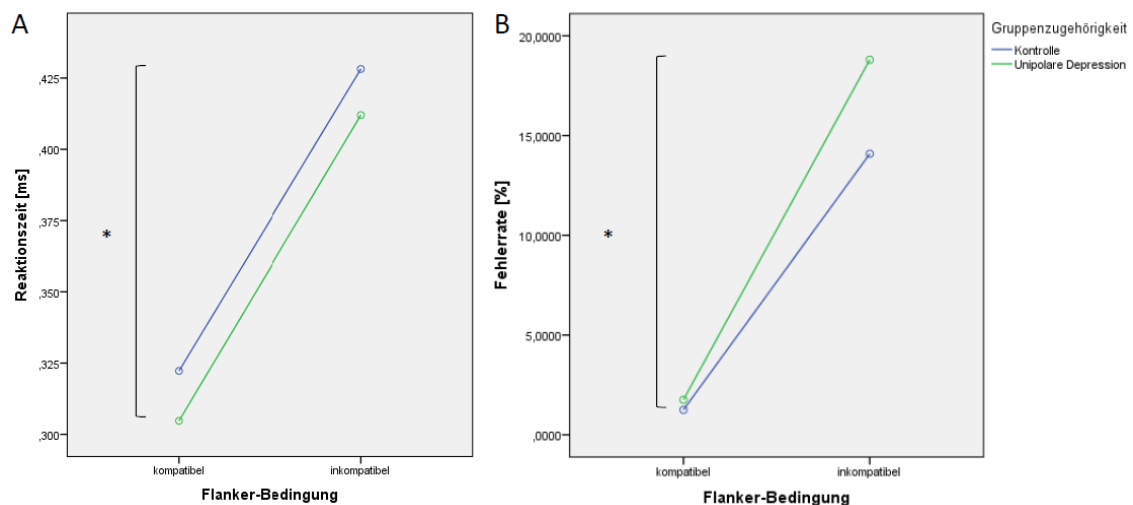 A
Reaktionszeit [ms]
,425
,400
,375
,350
,325
,300
*
kompatibel
inkompatibel
Flanker-Bedingung
B
Fehlerrate [%]
20,0000
15,0000
10,0000
5,0000
,0000
*
kompatibel
inkompatibel
Flanker-Bedingung
Gruppenzugehörigkeit
Kontrolle
Unipolare Depression